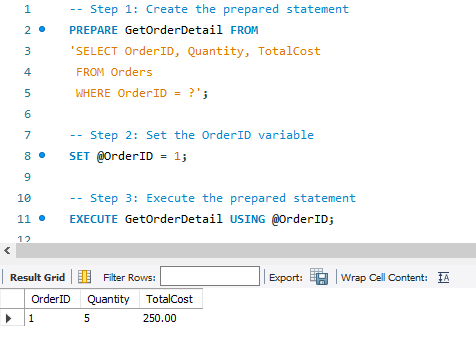 1 -- Step 1: Create the prepared statement
2 PREPARE GetOrderDetail FROM
3 'SELECT OrderID, Quantity, TotalCost
4 FROM Orders
5 WHERE OrderID = ?';
6
7 -- Step 2: Set the OrderID variable
8 SET @OrderID = 1;
9
10 -- Step 3: Execute the prepared statement
11 EXECUTE GetOrderDetail USING @OrderID;
12
Result Grid Filter Rows: Export: Wrap Cell Content: IA
OrderID Quantity TotalCost
1 5 250.00